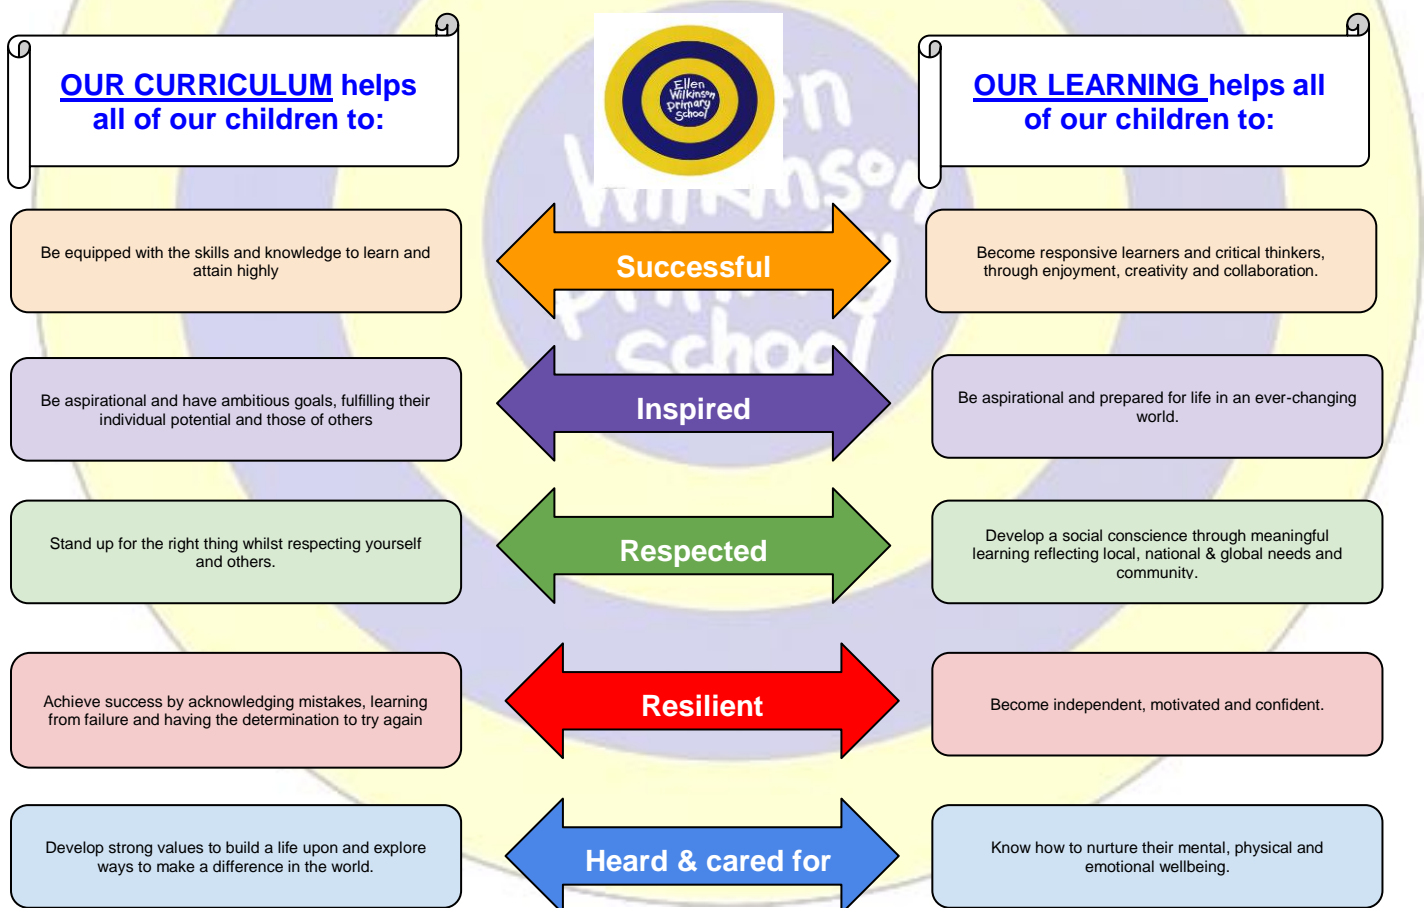 OUR CURRICULUM helps
all of our children to:
Ellen
Wilkinson
primary
School
OUR LEARNING helps all
of our children to:
Be equipped with the skills and knowledge to learn and
attain highly
Successful
Become responsive learners and critical thinkers,
through enjoyment, creativity and collaboration.
Be aspirational and have ambitious goals, fulfilling their
individual potential and those of others
Inspired
Be aspirational and prepared for life in an ever-changing
world.
Stand up for the right thing whilst respecting yourself
and others.
Respected
Develop a social conscience through meaningful
learning reflecting local, national & global needs and
community.
Achieve success by acknowledging mistakes, learning
from failure and having the determination to try again
Resilient
Become independent, motivated and confident.
Develop strong values to build a life upon and explore
ways to make a difference in the world.
Heard & cared for
Know how to nurture their mental, physical and
emotional wellbeing.